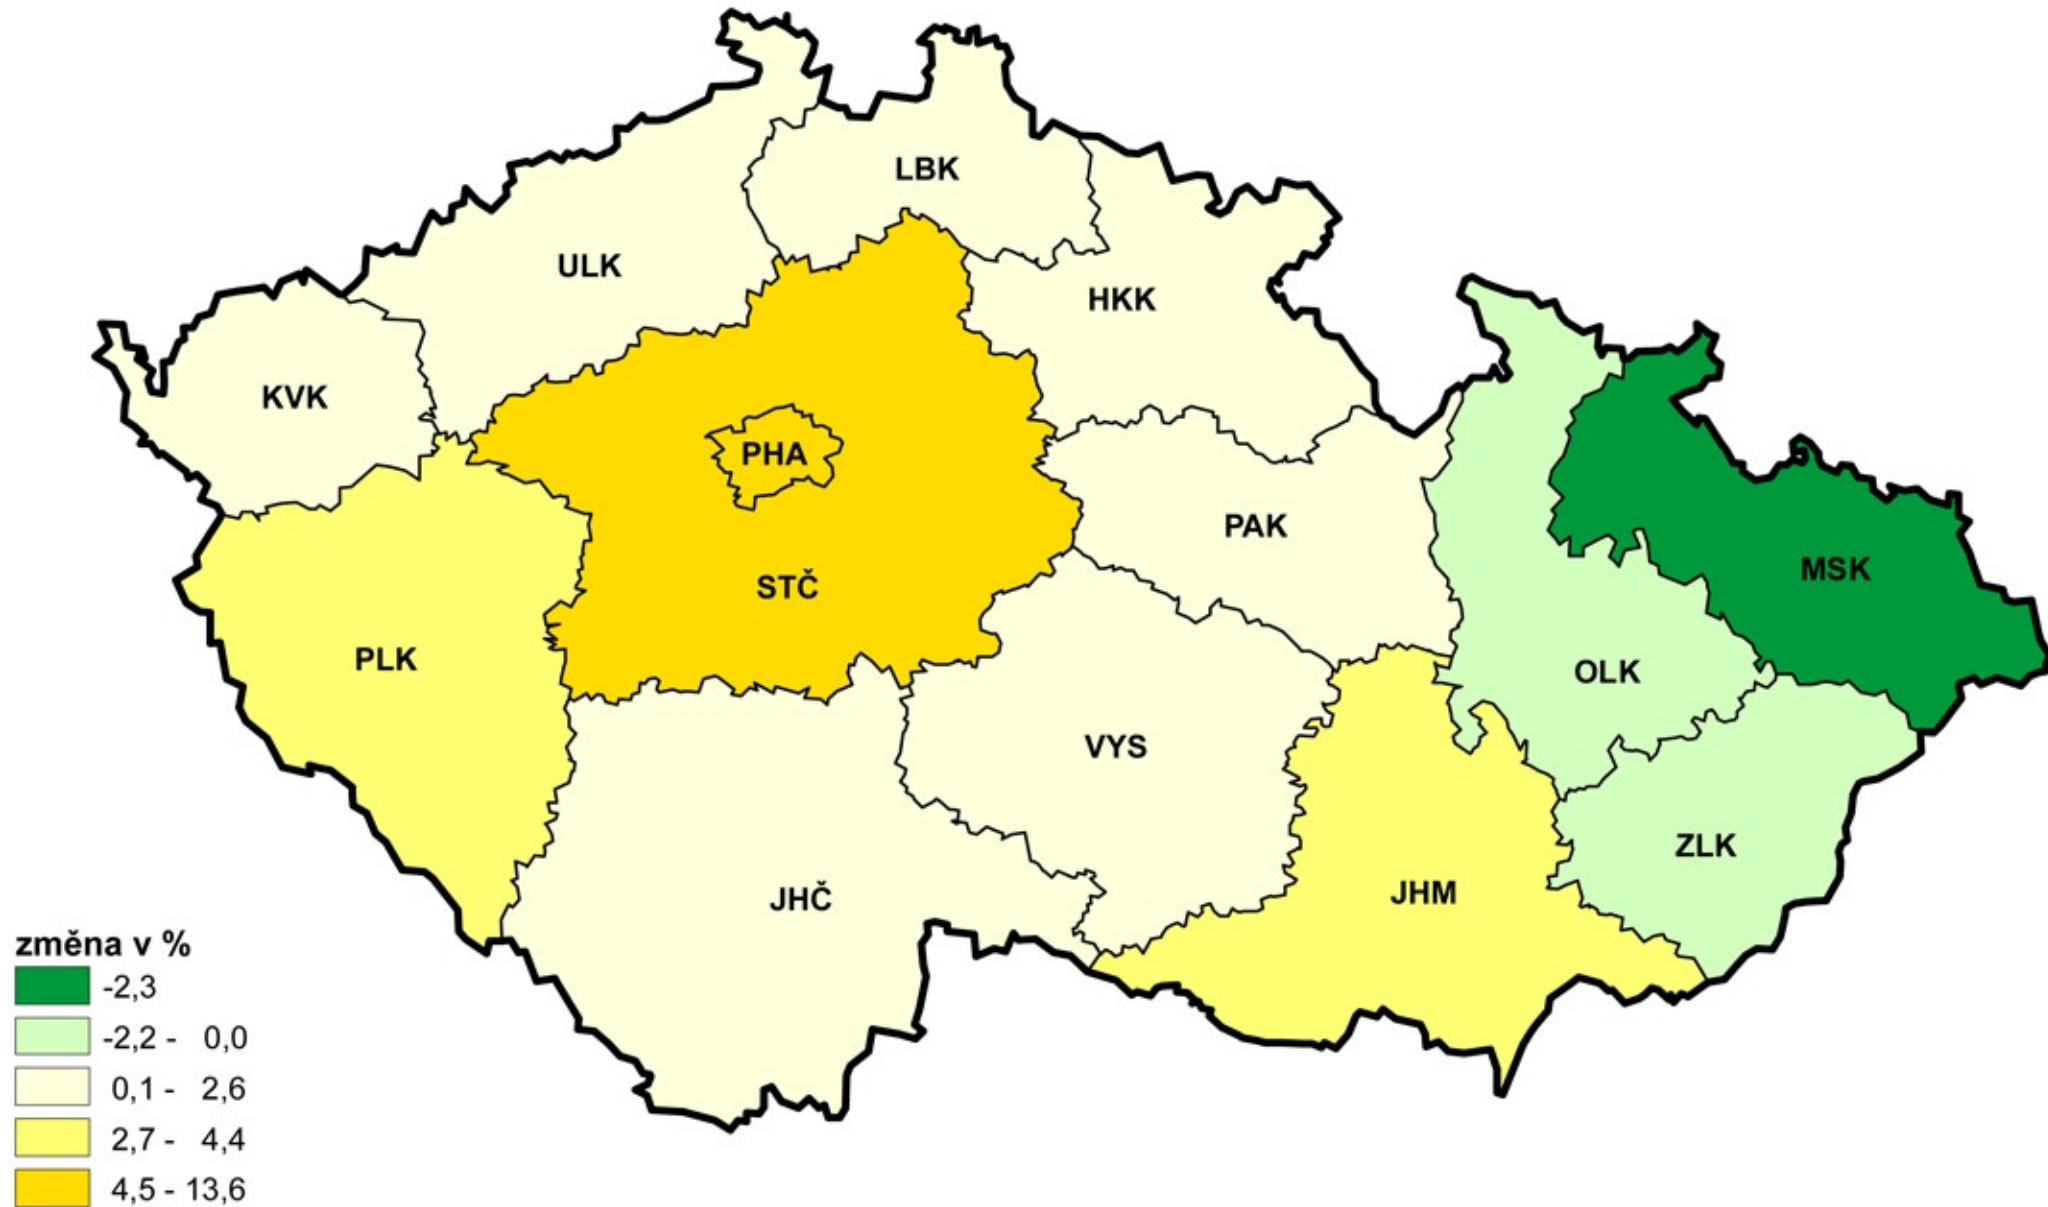 LBK
ULK
HKK
KVK
PHA
PAK
MSK
STČ
PLK
OLK
VYS
ZLK
JHM
JHČ
změna v %
-2,3
-2,2 - 0,0
0,1 - 2,6
2,7 - 4,4
4,5 - 13,6